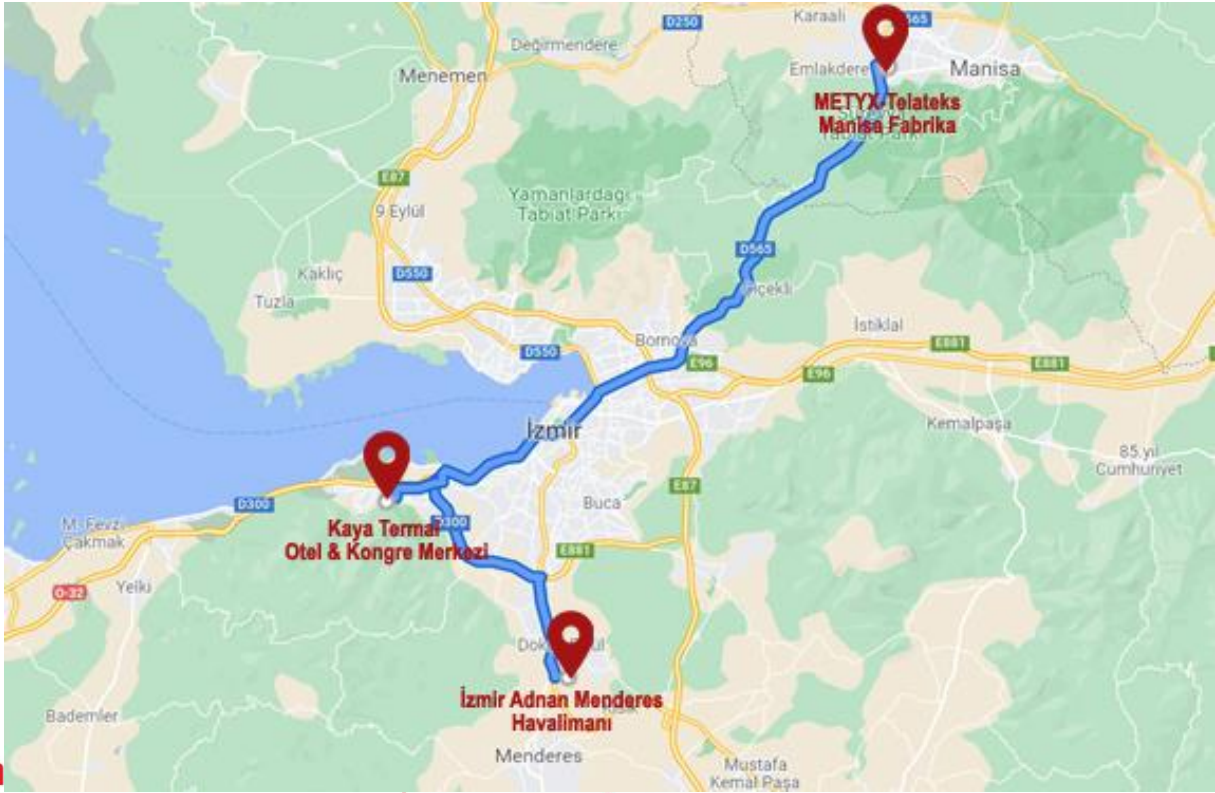 Karaali
D250
565
Değirmendere
Menemen
Emlakdere
Manisa
METYX-Telateks
Manisa Fabrika
E87
Yamanlardağı
Tabiat Parkı
9 Eylül
D565
Kaklıç
D550
Çiçekli
Tuzla
İstiklal
Bornova
E881
D550
E96
E881
E96
İzmir
Kemalpaşa
85.yıl
Cumhuriyet
E87
D300
Buca
M. Fevzi
Çakmak
D300
Kaya Termal
Otel & Kongre Merkezi
E881
Yelki
O-32
İzmir Adnan Menderes
Havalimanı
Bademler
Menderes
Mustafa
Kemal Paşa